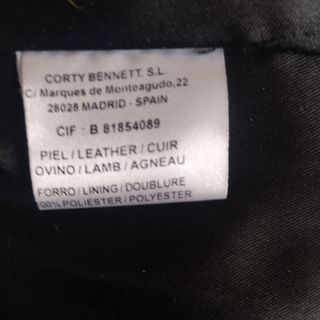 CORTY BENNETT. S.L.
C/ Marques de Monteagudo, 22
28028 MADRID - SPAIN
CIF : B 81854089
PIEL / LEATHER / CUIR
OVINO / LAMB / AGNEAU
FORRO / LINING / DOUBLURE
100% POLIESTER / POLYESTER